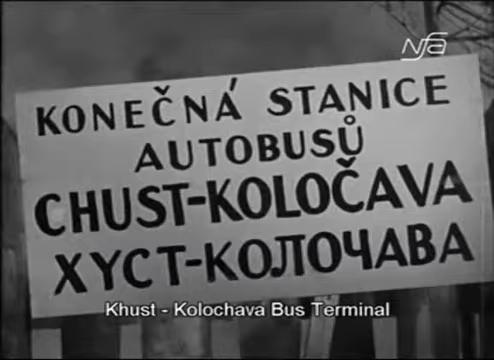 nfa
KONEČNÁ STANICE
AUTOBUSŮ
CHUST-KOLOČAVA
ХУСТ-КОЛОЧАВА
Khust - Kolochava Bus Terminal